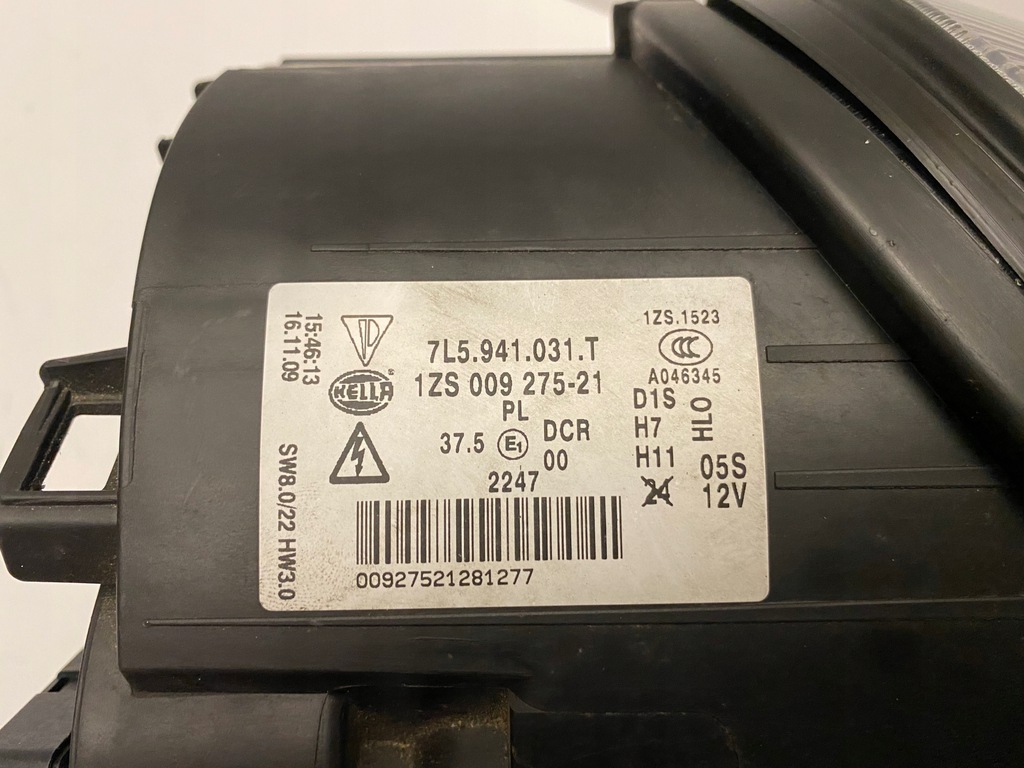 15:46:13
16.11.09
SW8.0/22 HW3.0
7L5.941.031.T
HELLA
1ZS 009 275-21
PL
37.5 E1 DCR
00
2247
00927521281277
1ZS.1523
CCC
A046345
D1S
H7
H11
HLO
05S
24 12V